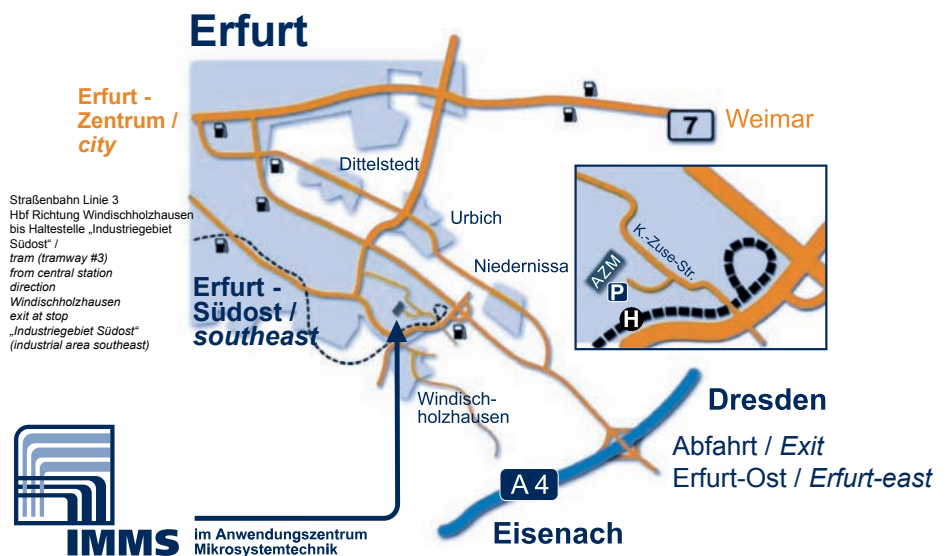 Erfurt
Erfurt -
Zentrum /
city
7
Weimar
Dittelstedt
Straßenbahn Linie 3
Hbf Richtung Windischholzhausen
bis Haltestelle „Industriegebiet
Südost“ /
tram (tramway #3)
from central station
direction
Windischholzhausen
exit at stop
„Industriegebiet Südost“
(industrial area southeast)
Urbich
K.-Zuse-Str.
AZM
P
H
Niedernissa
Erfurt -
Südost /
southeast
Windisch-
holzhausen
Dresden
Abfahrt / Exit
Erfurt-Ost / Erfurt-east
A 4
Eisenach
IMMS
im Anwendungszentrum
Mikrosystemtechnik